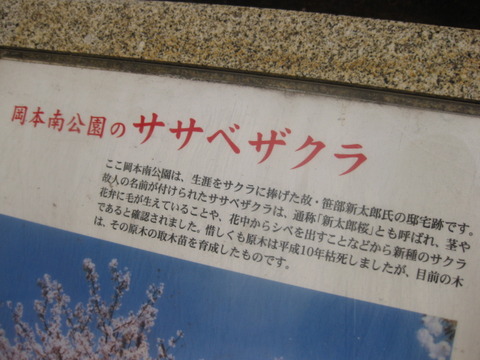 岡本南公園のササベザクラ
ここ岡本南公園は、生涯をサクラに捧げた故・笹部新太郎氏の邸宅跡です。
故人の名前が付けられたササベザクラは、通称「新太郎桜」とも呼ばれ、茎や
花弁に毛が生えていることや、花中からシベを出すことなどから新種のサクラ
であると確認されました。惜しくも原木は平成10年枯死しましたが、目前の木
は、その原木の取木苗を育成したものです。